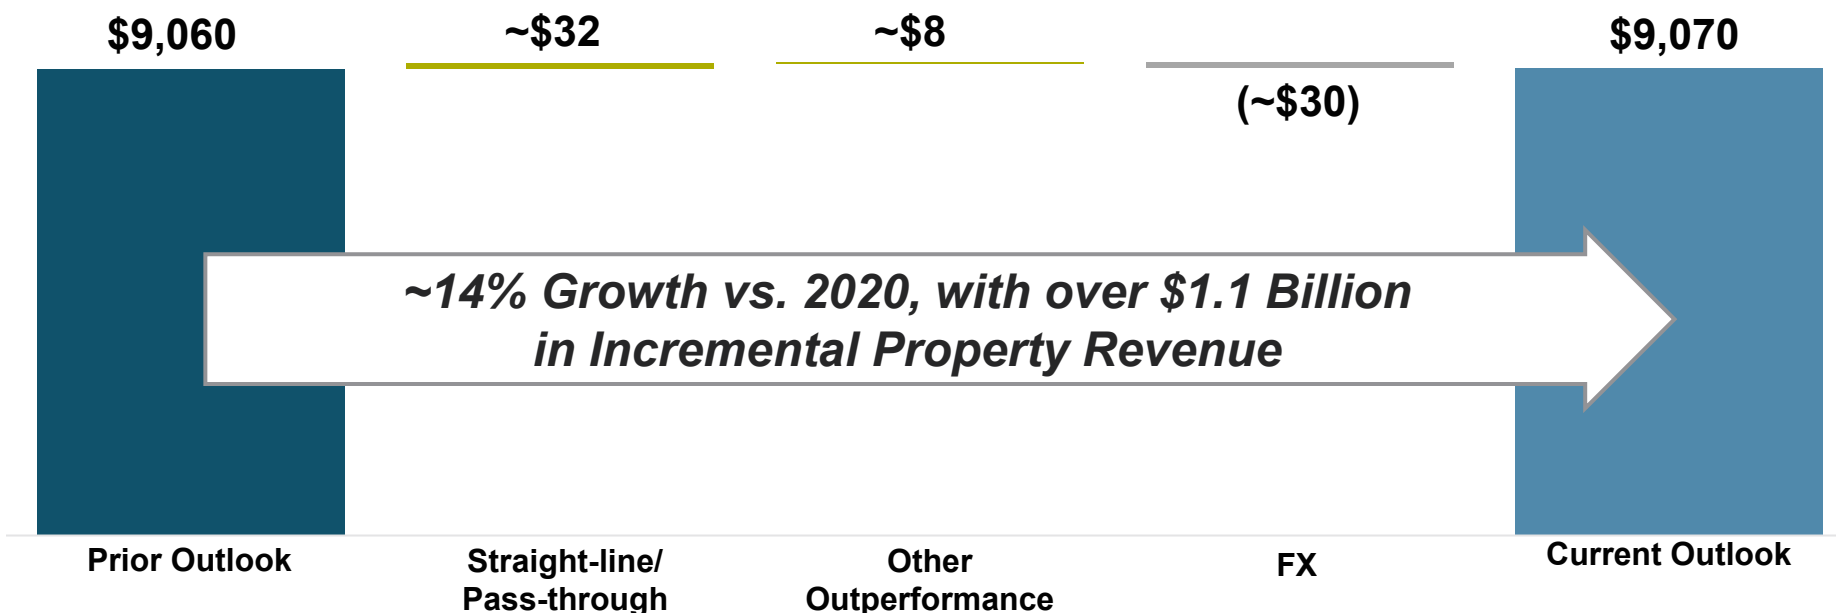 $9,060
~$32
~$8
(~$30)
$9,070
~14% Growth vs. 2020, with over $1.1 Billion
in Incremental Property Revenue
Prior Outlook
Straight-line/
Pass-through
Other
Outperformance
FX
Current Outlook